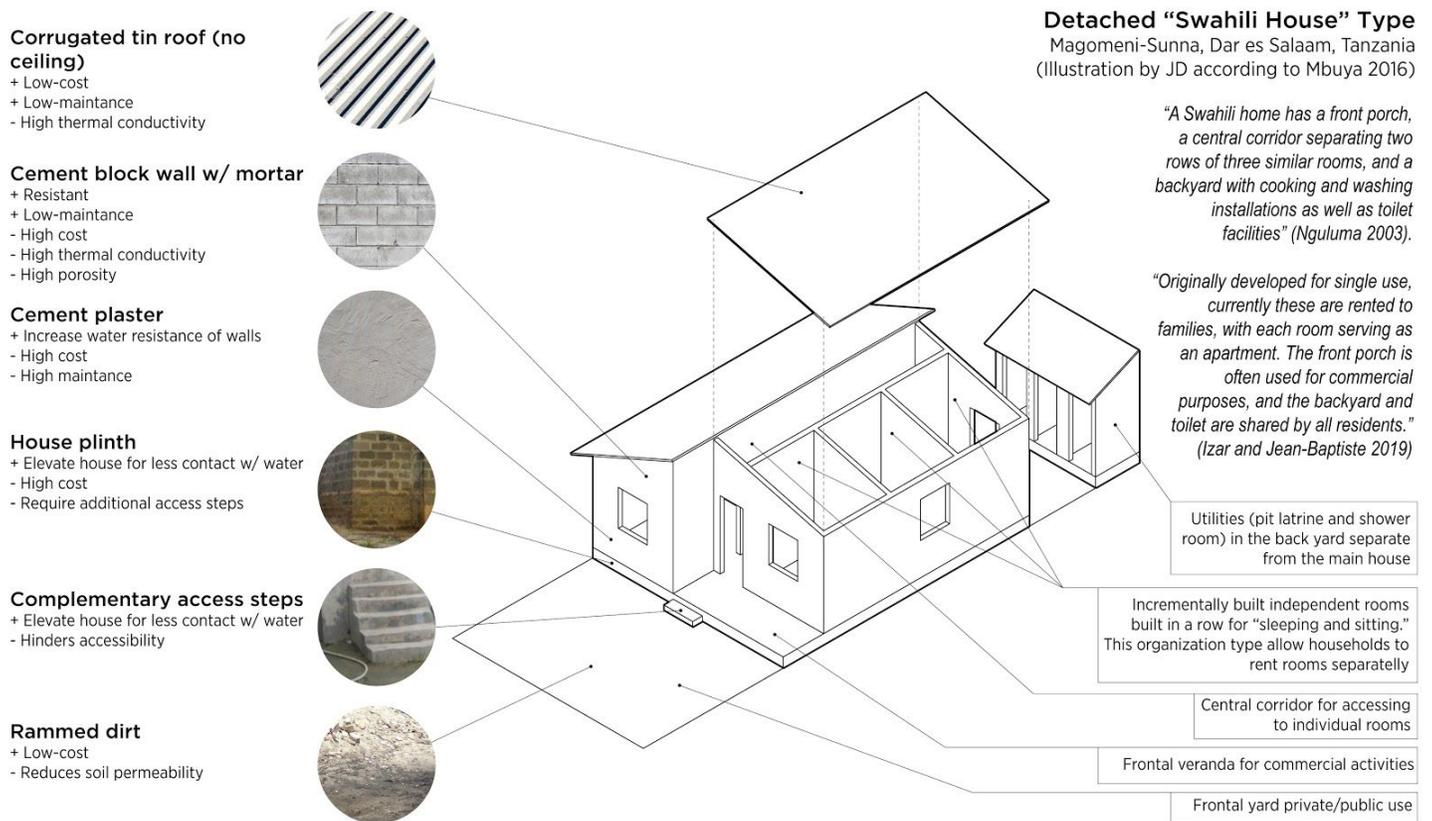 Corrugated tin roof (no
ceiling)
+ Low-cost
+ Low-maintance
- High thermal conductivity
Cement block wall w/ mortar
+ Resistant
+ Low-maintance
- High cost
- High thermal conductivity
- High porosity
Cement plaster
+ Increase water resistance of walls
- High cost
- High maintance
House plinth
+ Elevate house for less contact w/ water
- High cost
- Require additional access steps
Complementary access steps
+ Elevate house for less contact w/ water
- Hinders accessibility
Rammed dirt
+ Low-cost
- Reduces soil permeability
Detached “Swahili House” Type
Magomeni-Sunna, Dar es Salaam, Tanzania
(Illustration by JD according to Mbuya 2016)
“A Swahili home has a front porch,
a central corridor separating two
rows of three similar rooms, and a
backyard with cooking and washing
installations as well as toilet
facilities” (Nguluma 2003).
“Originally developed for single use,
currently these are rented to
families, with each room serving as
an apartment. The front porch is
often used for commercial
purposes, and the backyard and
toilet are shared by all residents.”
(Izar and Jean-Baptiste 2019)
Utilities (pit latrine and shower
room) in the back yard separate
from the main house
Incrementally built independent rooms
built in a row for “sleeping and sitting.”
This organization type allow households to
rent rooms separatelly
Central corridor for accessing
to individual rooms
Frontal veranda for commercial activities
Frontal yard private/public use